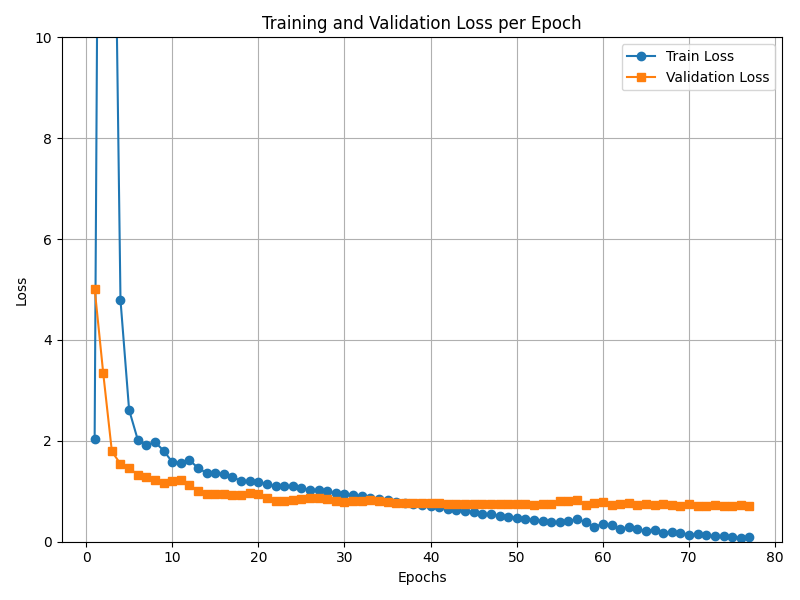 Training and Validation Loss per Epoch
Train Loss
Validation Loss
Loss
10
8
6
4
2
0
0 10 20 30 40 50 60 70 80
Epochs